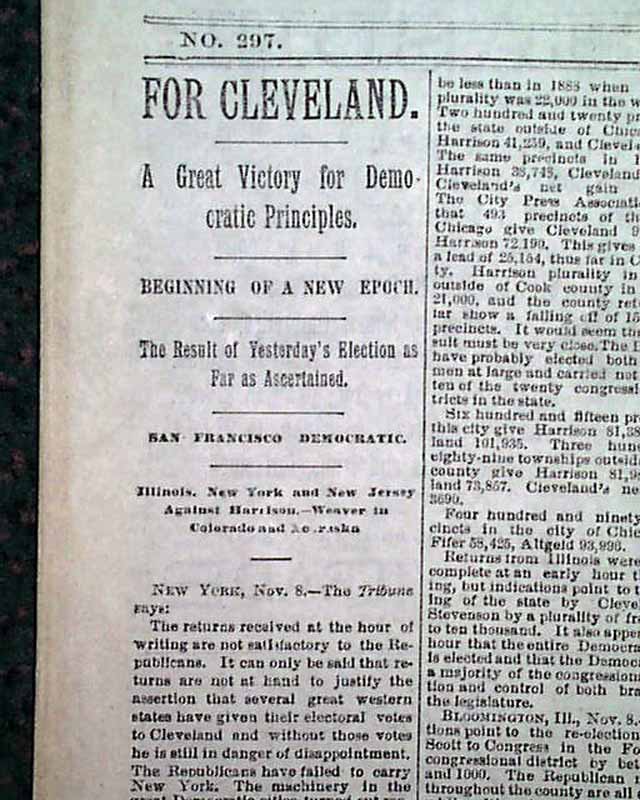 NO. 297.
FOR CLEVELAND.
A Great Victory for Demo-
cratic Principles.
BEGINNING OF A NEW EPOCH.
The Result of Yesterday's Election as
Far as Ascertained.
SAN FRANCISCO DEMOCRATIC.
Illinois, New York and New Jersey
Against Harrison.—Weaver in
Colorado and
NEW YORK, Nov. 8.—The Tribune
says:
The returns received at the hour of
writing are not satisfactory to the Re-
publicans. It can only be said that re-
turns are not at hand to justify the
assertion that several great western
states have given their electoral votes
to Cleveland and without those votes
he is still in danger of disappointment.
The Republicans have failed to carry
New York. The machinery in the
great Democratic cities turned out
be less than in 1888 when
plurality was 22,000 in the
Two hundred and twenty
the state outside of
Harrison 41,259, and
The same precincts in
Harrison 38,748, Cleveland
Cleveland's net gain
The City Press
that 493 precincts of
Chicago give Cleveland
Harrison 72,190. This gives
a lead of 25,154, thus far in
ty. Harrison plurality in
outside of Cook county in
21,000, and the county
far show a falling off of
precincts. It would seem the
sult must be very close. The
have probably elected both
men at large and carried not
ten of the twenty
tricts in the state.
Six hundred and fifteen
this city give Harrison
land 101,935. Three
eighty-nine townships
county give Harrison
land 73,857. Cleveland's
3690.
Four hundred and
cincts in the city of
Fifer 58,425, Altgeld 93,996.
Returns from Illinois were
complete at an early hour
ing, but indications point to
ing of the state by
Stevenson by a plurality of
to ten thousand. It also
hour that the entire
is elected and that the
a majority of the
tion and control of both
the legislature.
BLOOMINGTON, Ill., Nov. 8.—
tions point to the
Scott to Congress in the
congressional district by
and 1000. The Republican
throughout the county are all